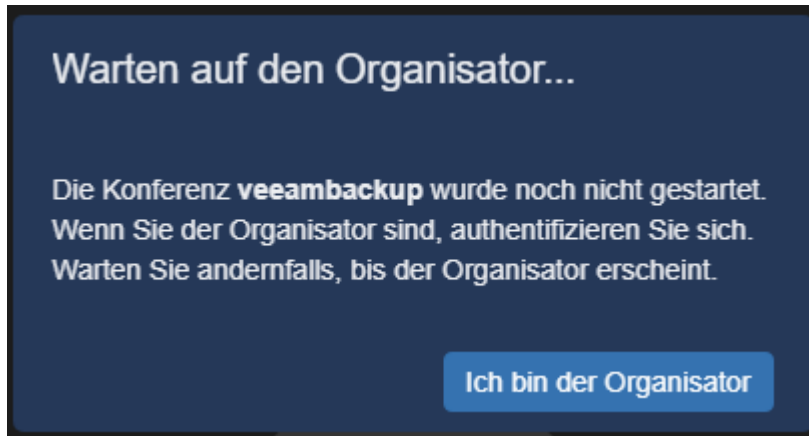 Warten auf den Organisator...
Die Konferenz veeambackup wurde noch nicht gestartet.
Wenn Sie der Organisator sind, authentifizieren Sie sich.
Warten Sie andernfalls, bis der Organisator erscheint.
Ich bin der Organisator